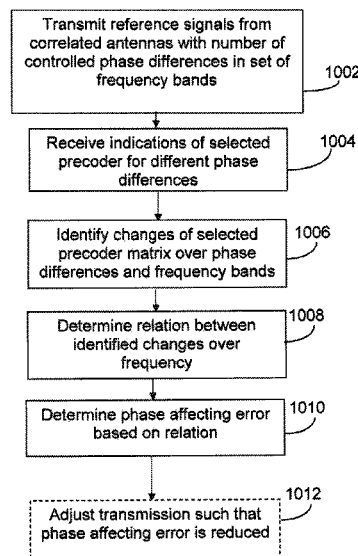 Transmit reference signals from
correlated antennas with number of
controlled phase differences in set of
frequency bands
1002
Receive indications of selected
precoder for different phase
differences
1004
Identify changes of
selected precoder matrix over phase
differences and frequency bands
1006
Determine relation between
identified changes over
frequency
1008
Determine phase affecting error
based on relation
1010
Adjust transmission such that
phase affecting error is reduced
1012